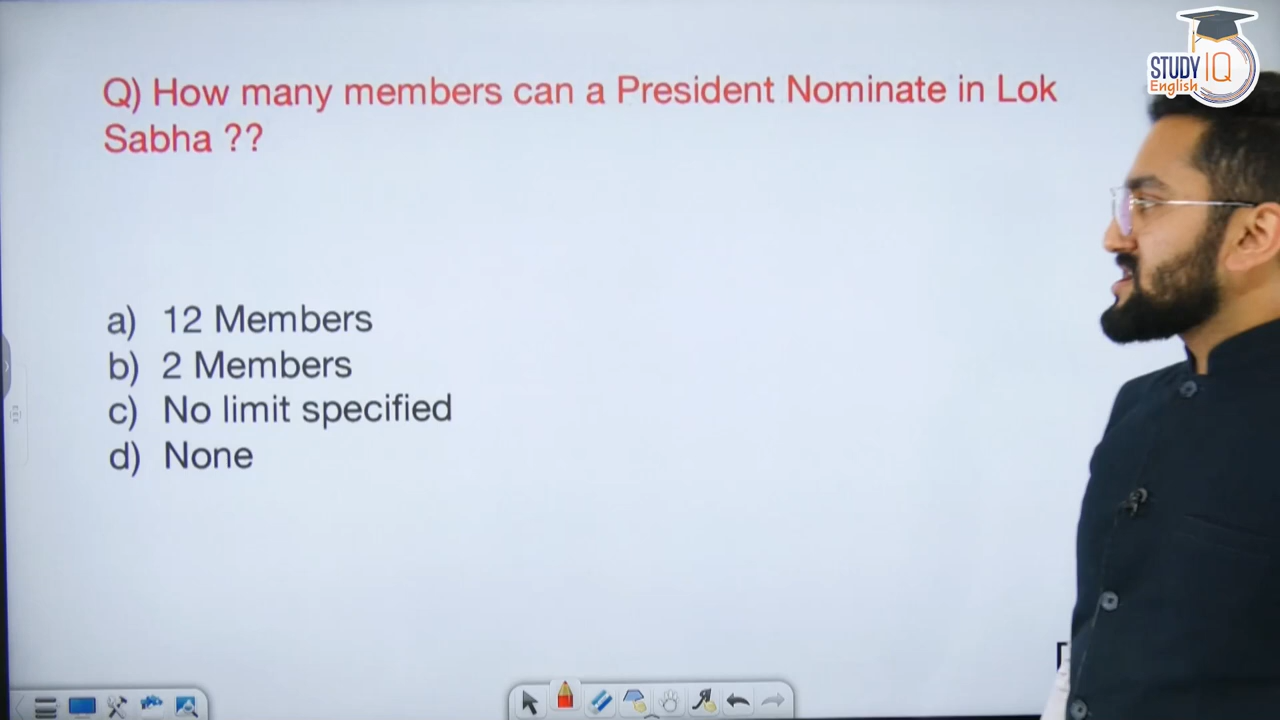 STUDY IQ
English
Q) How many members can a President Nominate in Lok
Sabha ??
a) 12 Members
b) 2 Members
c) No limit specified
d) None